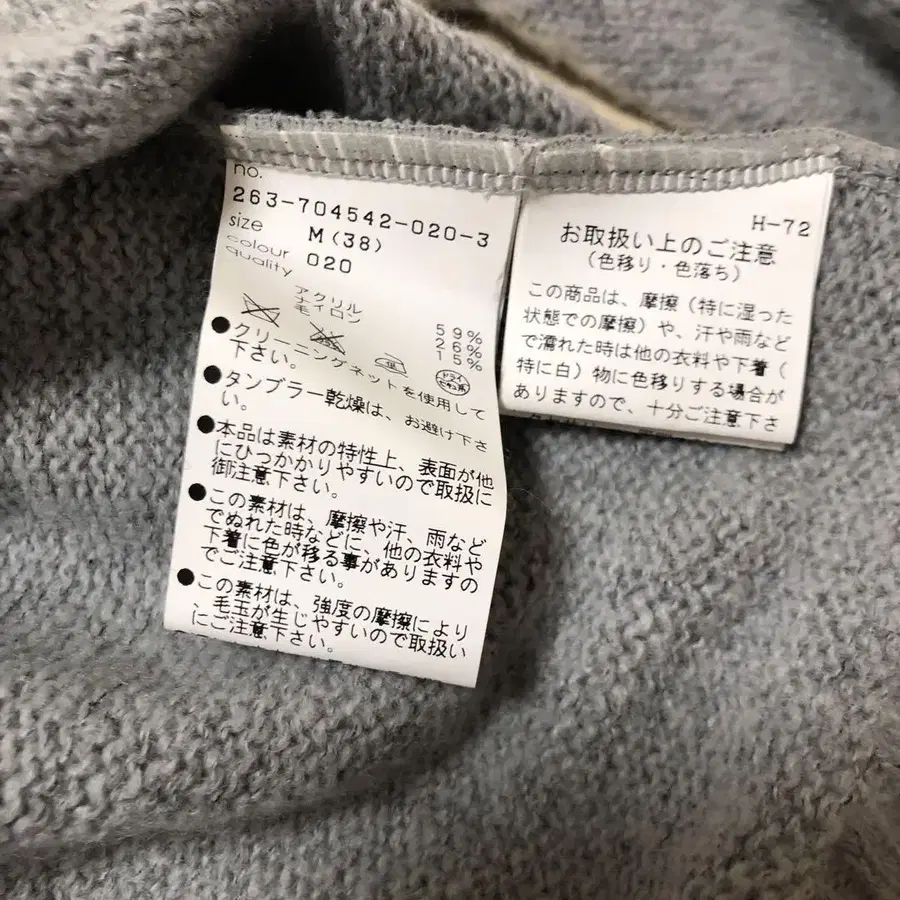 no.
263-704542-020-3
size M(38)
colour 020
quality
アクリル 59%
ナイロン 26%
毛 15%
ドライ
セキユ系
●クリーニングネットを使用して
下さい。
●タンブラー乾燥は、お避け下さ
い。
●本品は素材の特性上、表面が他
にひっかかりやすいので取扱に
御注意下さい。
●この素材は、摩擦や汗、雨など
でぬれた時などに、他の衣料や
下着に色が移る事がありますの
でご注意下さい。
●この素材は、強度の摩擦により
、毛玉が生じやすいので取扱い
にご注意下さい。
H-72
お取扱い上のご注意
(色移り・色落ち)
この商品は、摩擦(特に湿った
状態での摩擦)や、汗や雨など
で濡れた時は他の衣料や下着(
特に白)物に色移りする場合が
ありますので、十分ご注意下さ